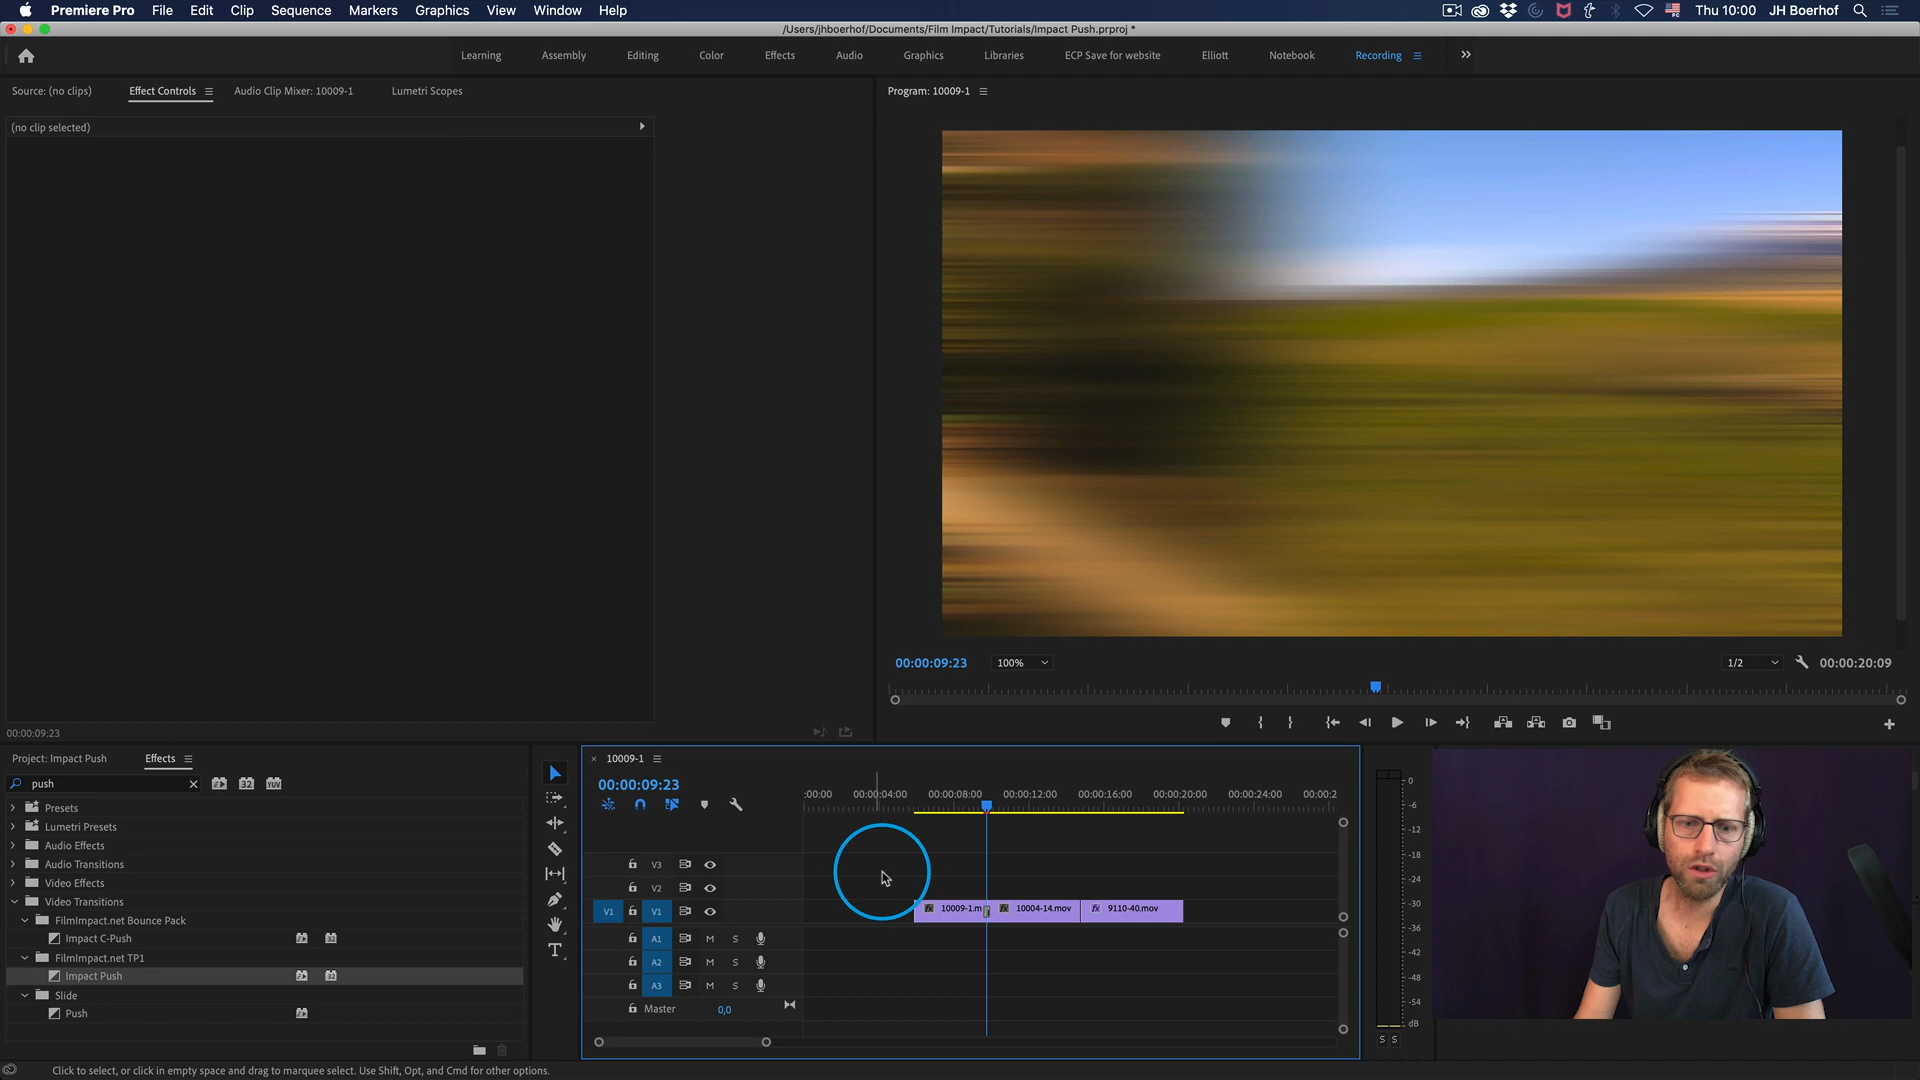 Premiere Pro File Edit Clip Sequence Markers Graphics View Window Help Thu 10:00 JH Boerhof
/Users/jhboerhof/Documents/Film Impact/Tutorials/Impact Push.prproj *
Learning Assembly Editing Color Effects Audio Graphics Libraries ECP Save for website Elliott Notebook Recording
Source: (no clips) Effect Controls Audio Clip Mixer: 10009-1 Lumetri Scopes
(no clip selected)
00:00:09:23
Program: 10009-1
00:00:09:23 100% 1/2 00:00:20:09
Project: Impact Push Effects
push 32 YUV
Presets
Lumetri Presets
Audio Effects
Audio Transitions
Video Effects
Video Transitions
FilmImpact.net Bounce Pack
Impact C-Push 32
FilmImpact.net TP1
Impact Push 32
Slide
Push
T
10009-1
00:00:09:23
:00:00 00:00:04:00 00:00:08:00 00:00:12:00 00:00:16:00 00:00:20:00 00:00:24:00 00:00:2
V3
V2
V1 V1 fx 10009-1.m fx 10004-14.mov fx 9110-40.mov
A1 M S
A2 M S
A3 M S
Master 0,0
0
-6
-12
-18
-24
-30
-36
-42
-48
-54
dB
S S
Click to select, or click in empty space and drag to marquee select. Use Shift, Opt, and Cmd for other options.